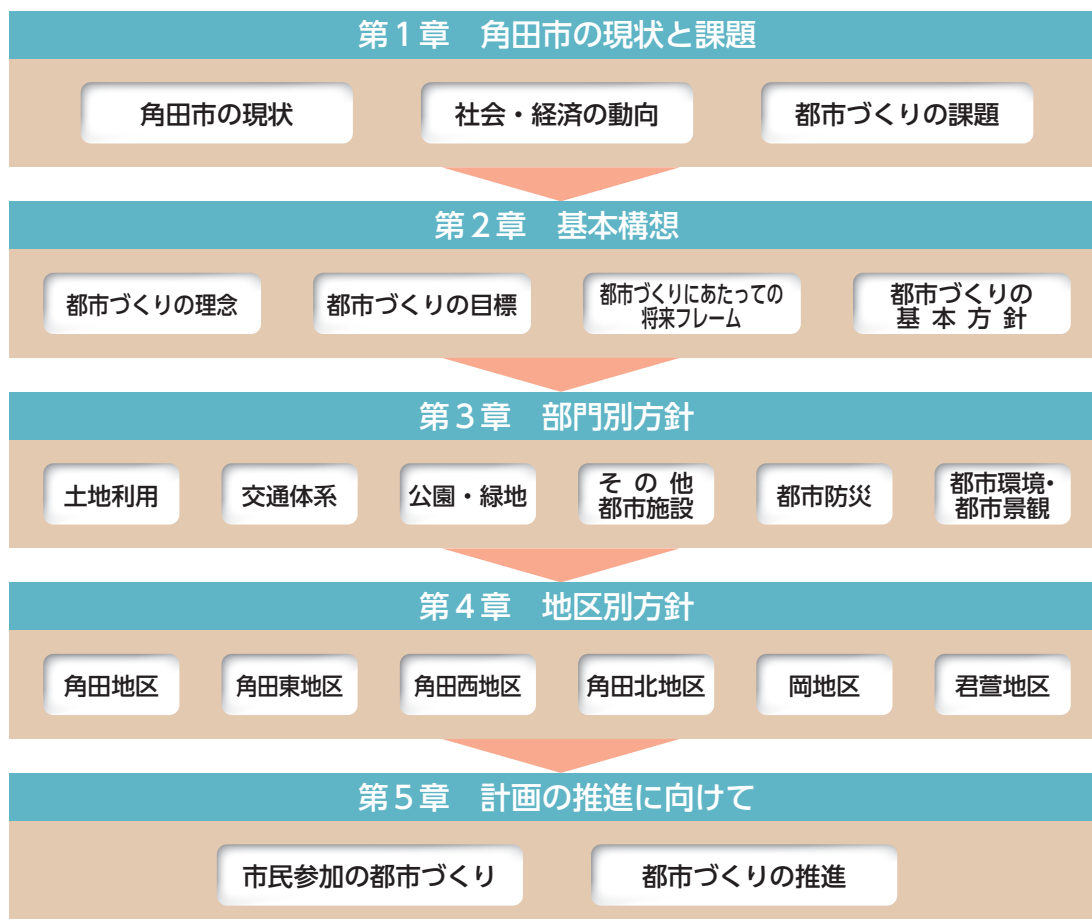 第1章　角田市の現状と課題
角田市の現状
社会・経済の動向
都市づくりの課題
第2章　基本構想
都市づくりの理念
都市づくりの目標
都市づくりにあたっての
将来フレーム
都市づくりの
基本方針
第3章　部門別方針
土地利用
交通体系
公園・緑地
その他
都市施設
都市防災
都市環境・
都市景観
第4章　地区別方針
角田地区
角田東地区
角田西地区
角田北地区
岡地区
君萱地区
第5章　計画の推進に向けて
市民参加の都市づくり
都市づくりの推進